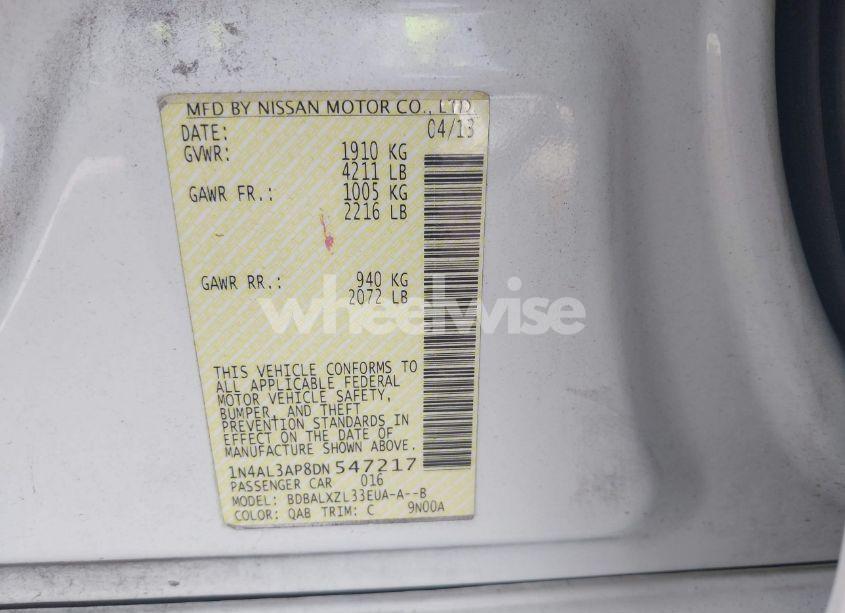 MFD BY NISSAN MOTOR CO., LTD.
DATE: 04/13
GVWR: 1910 KG
4211 LB
GAWR FR.: 1005 KG
2216 LB
GAWR RR.: 940 KG
2072 LB
wheelwise
THIS VEHICLE CONFORMS TO
ALL APPLICABLE FEDERAL
MOTOR VEHICLE SAFETY,
BUMPER, AND THEFT
PREVENTION STANDARDS IN
EFFECT ON THE DATE OF
MANUFACTURE SHOWN ABOVE.
1N4AL3AP8DN 547217
PASSENGER CAR 016
MODEL: BDBALXZL33EUA-A--B
COLOR: QAB TRIM: C 9N00A